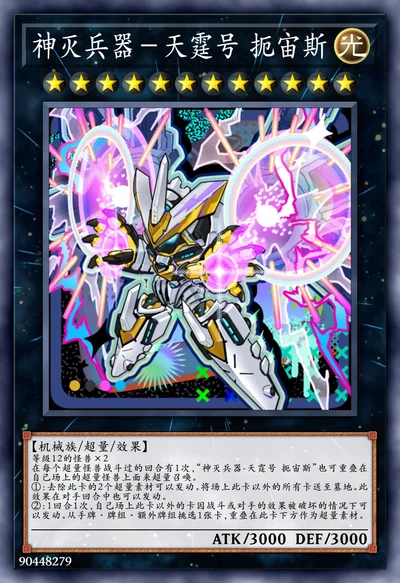 神灭兵器－天霆号 扼宙斯
光
【机械族/超量/效果】
等级12的怪兽×2
在每个超量怪兽战斗过的回合有1次，“神灭兵器-天霆号 扼宙斯”也可重叠在
自己场上的超量怪兽上面来超量召唤。
①：去除此卡的2个超量素材可以发动。将场上此卡以外的所有卡送至墓地。此
效果在对手回合中也可以发动。
②：1回合1次，自己场上此卡以外的卡因战斗或对手的效果被破坏的情况下可
以发动。从手牌·牌组·额外牌组挑选1张卡，重叠在此卡下方作为超量素材。
ATK/3000 DEF/3000
90448279